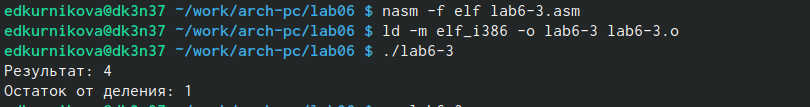 edkurnikova@dk3n37 ~/work/arch-pc/lab06 $ nasm -f elf lab6-3.asm
edkurnikova@dk3n37 ~/work/arch-pc/lab06 $ ld -m elf_i386 -o lab6-3 lab6-3.o
edkurnikova@dk3n37 ~/work/arch-pc/lab06 $ ./lab6-3
Результат: 4
Остаток от деления: 1